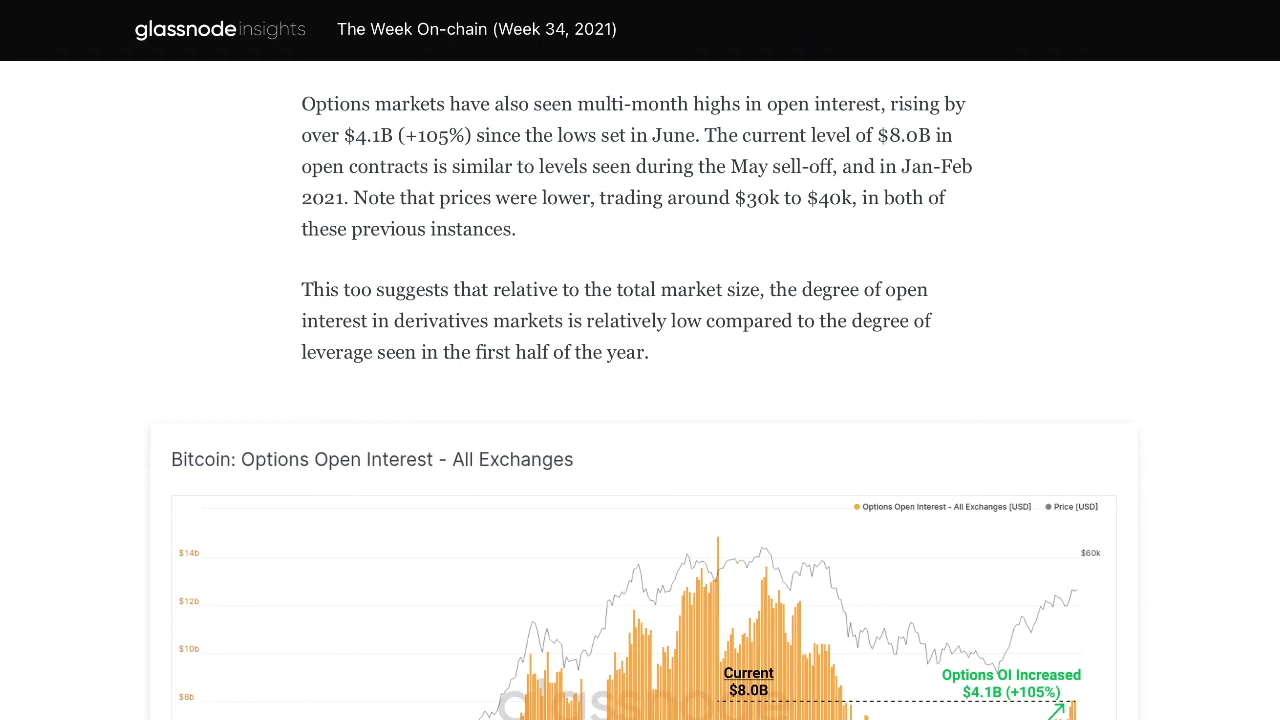 glassnode insights The Week On-chain (Week 34, 2021)
Options markets have also seen multi-month highs in open interest, rising by
over $4.1B (+105%) since the lows set in June. The current level of $8.0B in
open contracts is similar to levels seen during the May sell-off, and in Jan-Feb
2021. Note that prices were lower, trading around $30k to $40k, in both of
these previous instances.
This too suggests that relative to the total market size, the degree of open
interest in derivatives markets is relatively low compared to the degree of
leverage seen in the first half of the year.
Bitcoin: Options Open Interest - All Exchanges
Options Open Interest - All Exchanges [USD] Price [USD]
$14b $60k
$12b
$10b
Current
Options OI Increased
$8.0B
$4.1B (+105%)
$8b
glassnode